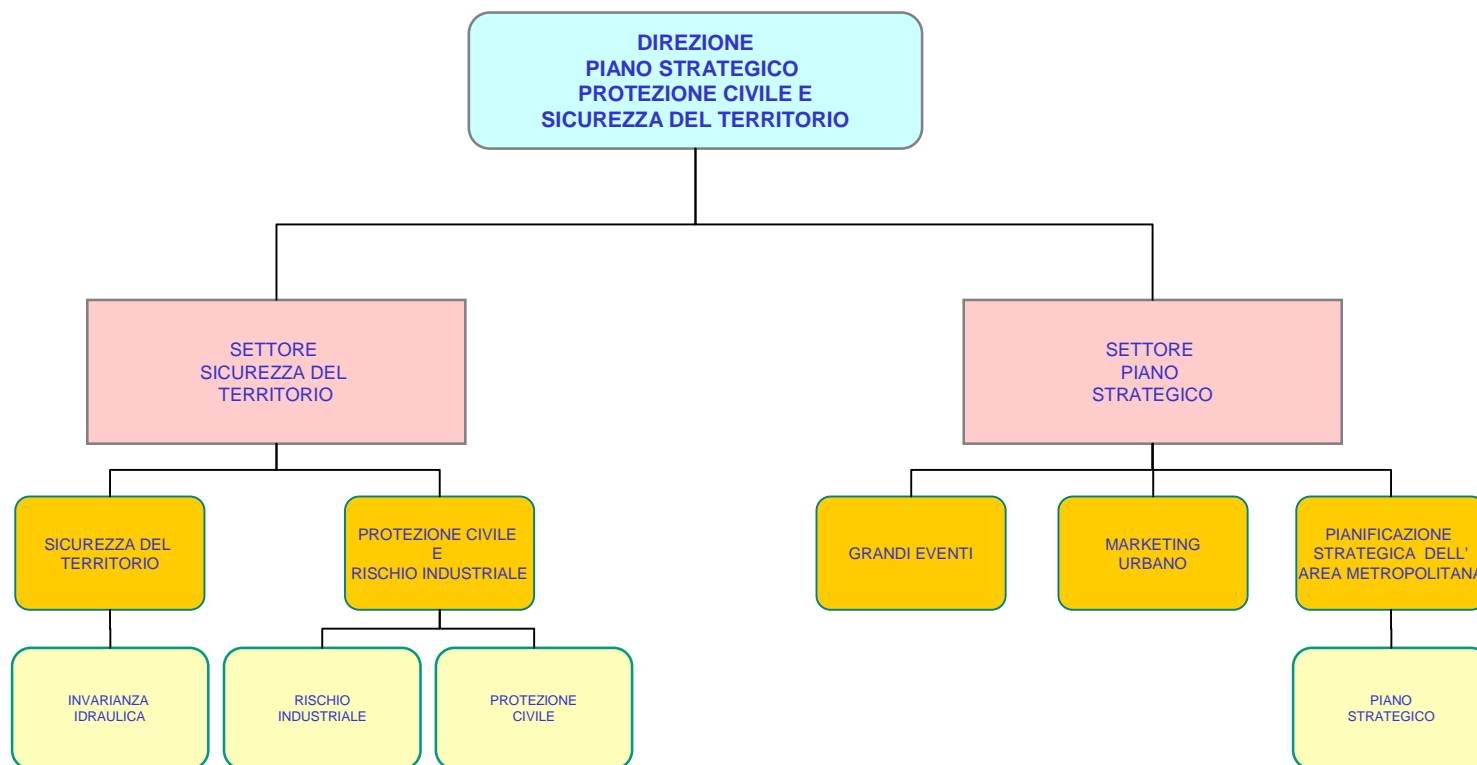 DIREZIONE
PIANO STRATEGICO
PROTEZIONE CIVILE E
SICUREZZA DEL TERRITORIO
SETTORE
SICUREZZA DEL
TERRITORIO
SETTORE
PIANO
STRATEGICO
SICUREZZA DEL
TERRITORIO
PROTEZIONE CIVILE
E
RISCHIO INDUSTRIALE
GRANDI EVENTI
MARKETING
URBANO
PIANIFICAZIONE
STRATEGICA DELL'
AREA METROPOLITANA
INVARIANZA
IDRAULICA
RISCHIO
INDUSTRIALE
PROTEZIONE
CIVILE
PIANO
STRATEGICO